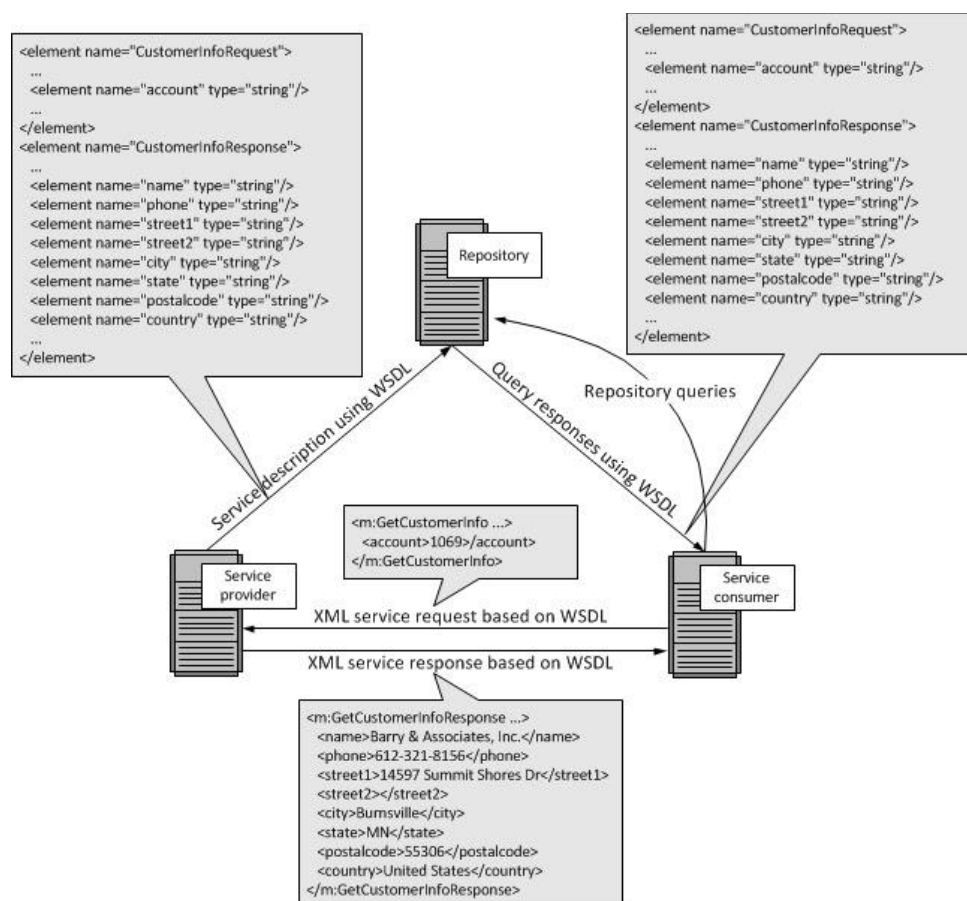 <element name="CustomerInfoRequest">
...
<element name="account" type="string"/>
...
</element>
<element name="CustomerInfoResponse">
...
<element name="name" type="string"/>
<element name="phone" type="string"/>
<element name="street1" type="string"/>
<element name="street2" type="string"/>
<element name="city" type="string"/>
<element name="state" type="string"/>
<element name="postalcode" type="string"/>
<element name="country" type="string"/>
...
</element>
<element name="CustomerInfoRequest">
...
<element name="account" type="string"/>
...
</element>
<element name="CustomerInfoResponse">
...
<element name="name" type="string"/>
<element name="phone" type="string"/>
<element name="street1" type="string"/>
<element name="street2" type="string"/>
<element name="city" type="string"/>
<element name="state" type="string"/>
<element name="postalcode" type="string"/>
<element name="country" type="string"/>
...
</element>
Repository
Service description using WSDL
Query responses using WSDL
Repository queries
<m:GetCustomerInfo ...>
<account>1069>/account>
</m:GetCustomerInfo>
Service
provider
Service
consumer
XML service request based on WSDL
XML service response based on WSDL
<m:GetCustomerInfoResponse ...>
<name>Barry & Associates, Inc.</name>
<phone>612-321-8156</phone>
<street1>14597 Summit Shores Dr</street1>
<street2></street2>
<city>Burnsville</city>
<state>MN</state>
<postalcode>55306</postalcode>
<country>United States</country>
</m:GetCustomerInfoResponse>